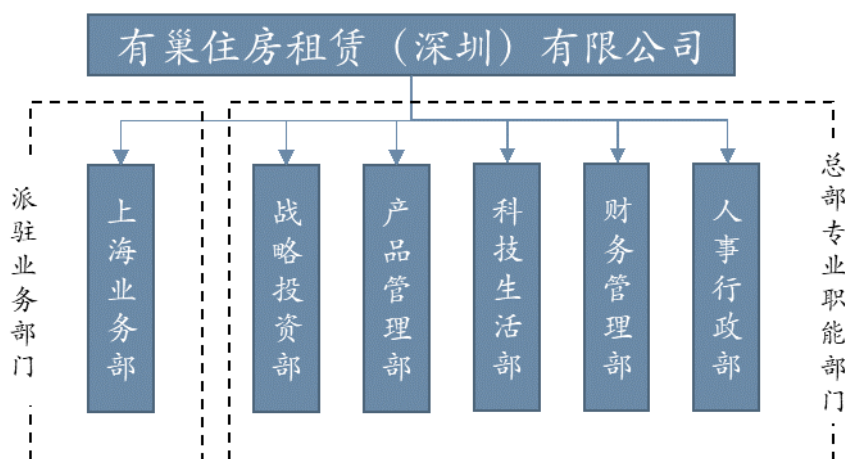 有巢住房租赁（深圳）有限公司
派驻业务部门
上海业务部
战略投资部
产品管理部
科技生活部
财务管理部
人事行政部
总部专业职能部门